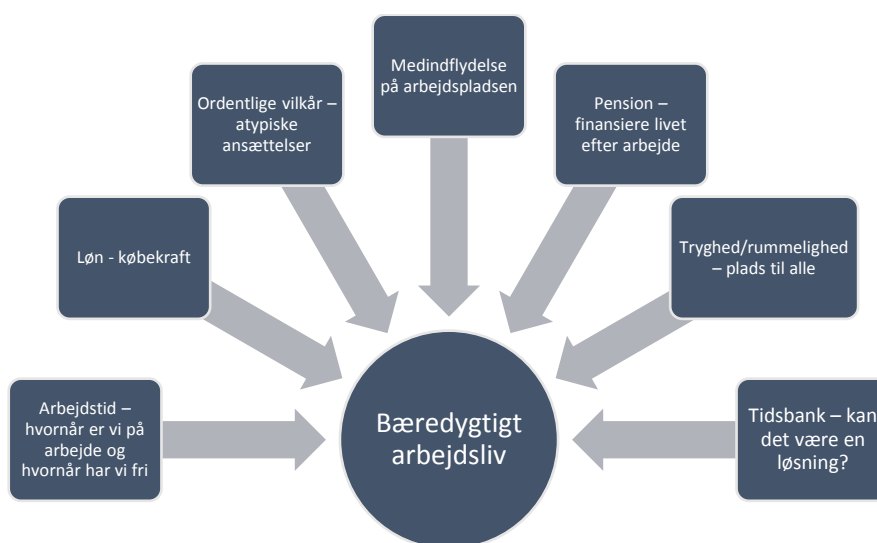 Arbejdstid –
hvornår er vi på
arbejde og
hvornår har vi fri
Løn - købekraft
Ordentlige vilkår –
atypiske
ansættelser
Medindflydelse
på arbejdspladsen
Pension –
finansiere livet
efter arbejde
Tryghed/rummelighed
– plads til alle
Tidsbank – kan
det være en
løsning?
Bæredygtigt
arbejdsliv